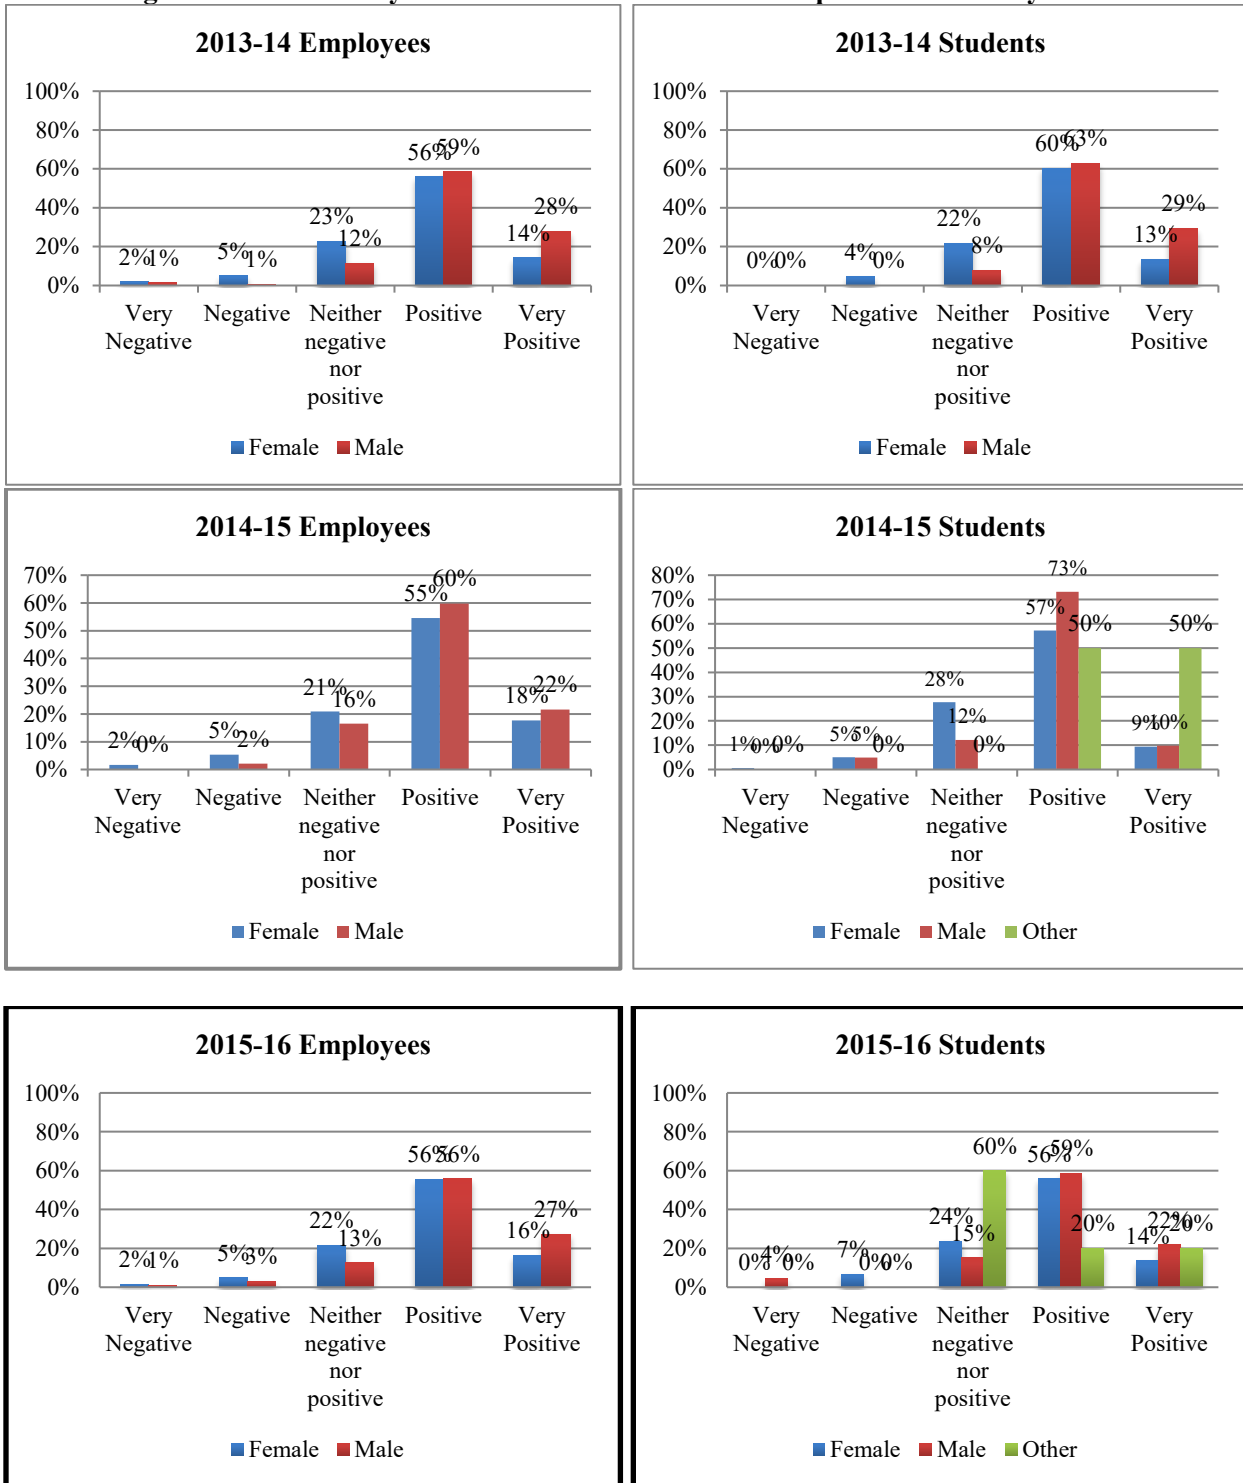 2013-14 Employees
100%
80%
60%
40%
20%
0%
2% 1% 5% 1% 23% 12% 56% 59% 14% 28%
Very Negative Neither Positive Very
Negative negative Positive
nor
positive
Female Male
2013-14 Students
100%
80%
60%
40%
20%
0%
0% 0% 4% 0% 22% 8% 60% 63% 13% 29%
Very Negative Neither Positive Very
Negative negative Positive
nor
positive
Female Male
2014-15 Employees
70%
60%
50%
40%
30%
20%
10%
0%
2% 0% 5% 2% 21% 16% 55% 60% 18% 22%
Very Negative Neither Positive Very
Negative negative Positive
nor
positive
Female Male
2014-15 Students
80%
70%
60%
50%
40%
30%
20%
10%
0%
1% 0% 0% 5% 5% 0% 28% 12% 0% 57% 73% 50% 9% 10% 50%
Very Negative Neither Positive Very
Negative negative Positive
nor
positive
Female Male Other
2015-16 Employees
100%
80%
60%
40%
20%
0%
2% 1% 5% 3% 22% 13% 56% 56% 16% 27%
Very Negative Neither Positive Very
Negative negative Positive
nor
positive
Female Male
2015-16 Students
100%
80%
60%
40%
20%
0%
0% 4% 0% 7% 0% 0% 24% 15% 60% 56% 59% 20% 14% 22% 20%
Very Negative Neither Positive Very
Negative negative Positive
nor
positive
Female Male Other